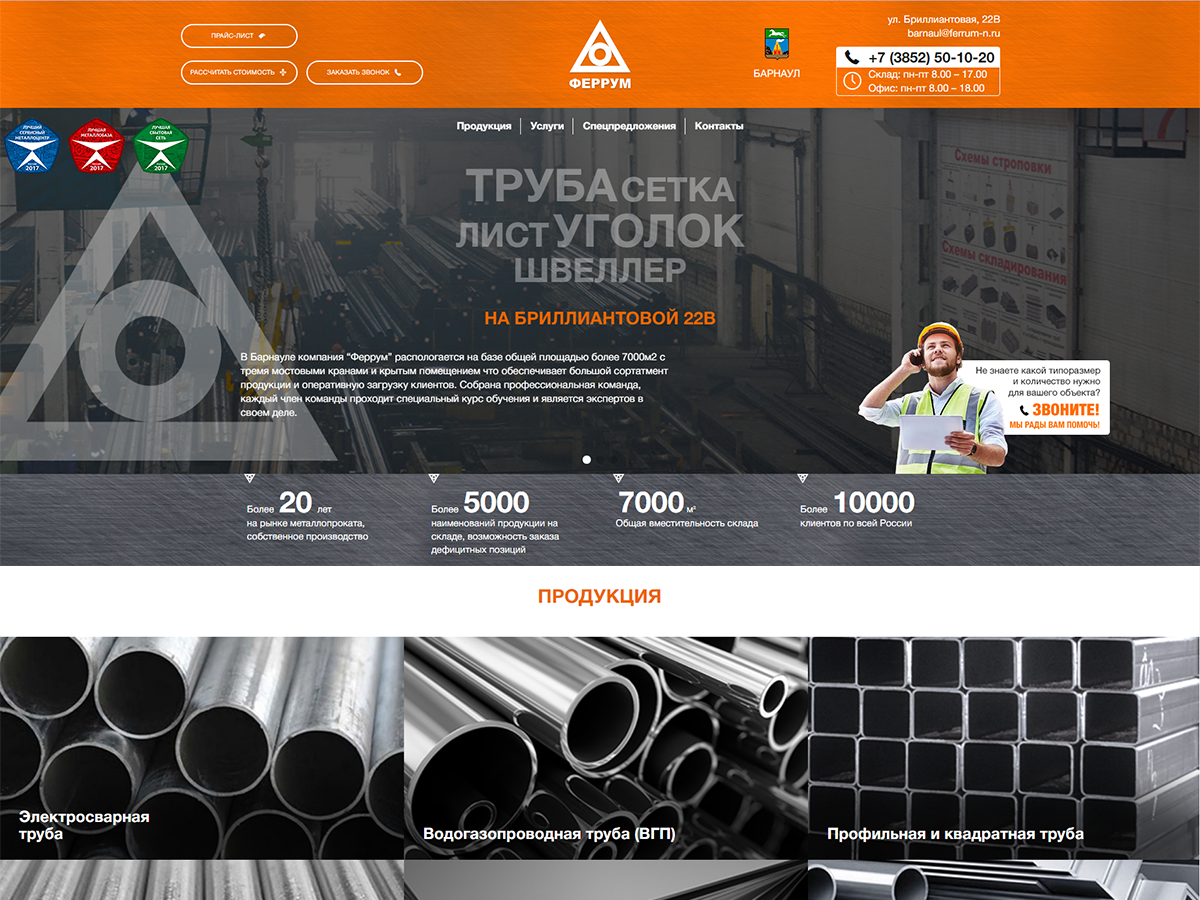 ПРАЙС-ЛИСТ
РАССЧИТАТЬ СТОИМОСТЬ
ЗАКАЗАТЬ ЗВОНОК
ФЕРРУМ
БАРНАУЛ
ул. Бриллиантовая, 22В
barnaul@ferrum-n.ru
+7 (3852) 50-10-20
Склад: пн-пт 8.00 – 17.00
Офис: пн-пт 8.00 – 18.00
ЛУЧШИЙ
СЕРВИСНЫЙ
МЕТАЛЛОЦЕНТР
2017
ЛУЧШАЯ
МЕТАЛЛОБАЗА
2017
ЛУЧШАЯ
СБЫТОВАЯ
СЕТЬ
2017
Продукция
Услуги
Спецпредложения
Контакты
Схемы строповки
Схемы складирования
ТРУБА СЕТКА
ЛИСТ УГОЛОК
ШВЕЛЛЕР
НА БРИЛЛИАНТОВОЙ 22В
В Барнауле компания “Феррум” распологается на базе общей площадью более 7000м2 с
тремя мостовыми кранами и крытым помещением что обеспечивает большой сортатмент
продукции и оперативную загрузку клиентов. Собрана профессиональная команда,
каждый член команды проходит специальный курс обучения и является экспертов в
своем деле.
Не знаете какой типоразмер
и количество нужно
для вашего объекта?
ЗВОНИТЕ!
МЫ РАДЫ ВАМ ПОМОЧЬ!
Более 20 лет
на рынке металлопроката,
собственное производство
Более 5000
наименований продукции на
складе, возможность заказа
дефицитных позиций
7000 м²
Общая вместительность склада
Более 10000
клиентов по всей России
ПРОДУКЦИЯ
Электросварная
труба
Водогазопроводная труба (ВГП)
Профильная и квадратная труба